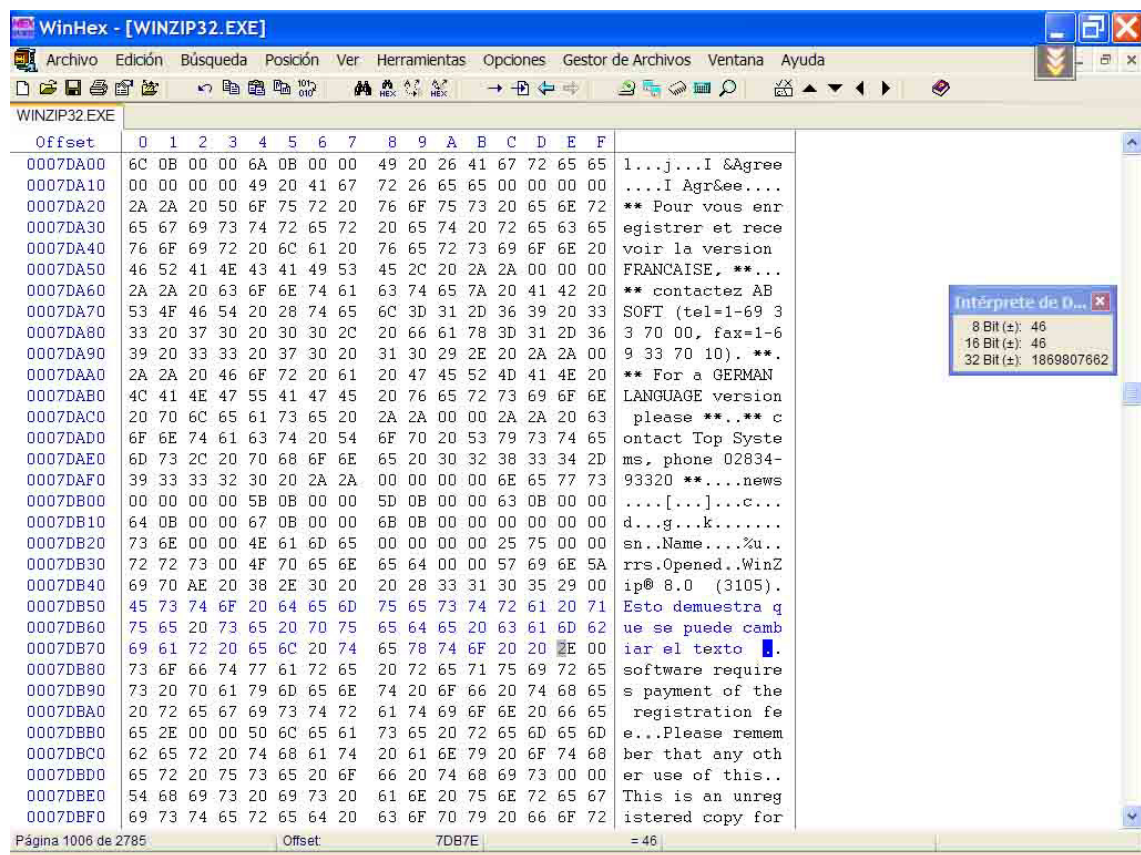 WinHex - [WINZIP32.EXE]
Archivo Edición Búsqueda Posición Ver Herramientas Opciones Gestor de Archivos Ventana Ayuda
WINZIP32.EXE
Offset 0 1 2 3 4 5 6 7 8 9 A B C D E F
0007DA00 6C 0B 00 00 6A 0B 00 00 49 20 26 41 67 72 65 65 l...j...I &Agree
0007DA10 00 00 00 00 49 20 41 67 72 26 65 65 00 00 00 00 ....I Agr&ee....
0007DA20 2A 2A 20 50 6F 75 72 20 76 6F 75 73 20 65 6E 72 ** Pour vous enr
0007DA30 65 67 69 73 74 72 65 72 20 65 74 20 72 65 63 65 egistrer et rece
0007DA40 76 6F 69 72 20 6C 61 20 76 65 72 73 69 6F 6E 20 voir la version
0007DA50 46 52 41 4E 43 41 49 53 45 2C 20 2A 2A 00 00 00 FRANCAISE, **...
0007DA60 2A 2A 20 63 6F 6E 74 61 63 74 65 7A 20 41 42 20 ** contactez AB
0007DA70 53 4F 46 54 20 28 74 65 6C 3D 31 2D 36 39 20 33 SOFT (tel=1-69 3
0007DA80 33 20 37 30 20 30 30 2C 20 66 61 78 3D 31 2D 36 3 70 00, fax=1-6
0007DA90 39 20 33 33 20 37 30 20 31 30 29 2E 20 2A 2A 00 9 33 70 10). **.
0007DAA0 2A 2A 20 46 6F 72 20 61 20 47 45 52 4D 41 4E 20 ** For a GERMAN
0007DAB0 4C 41 4E 47 55 41 47 45 20 76 65 72 73 69 6F 6E LANGUAGE version
0007DAC0 20 70 6C 65 61 73 65 20 2A 2A 00 00 2A 2A 20 63 please **..** c
0007DAD0 6F 6E 74 61 63 74 20 54 6F 70 20 53 79 73 74 65 ontact Top Syste
0007DAE0 6D 73 2C 20 70 68 6F 6E 65 20 30 32 38 33 34 2D ms, phone 02834-
0007DAF0 39 33 33 32 30 20 2A 2A 00 00 00 00 6E 65 77 73 93320 **....news
0007DB00 00 00 00 00 5B 0B 00 00 5D 0B 00 00 63 0B 00 00 ....[...]...c...
0007DB10 64 0B 00 00 67 0B 00 00 6B 0B 00 00 00 00 00 00 d...g...k.......
0007DB20 73 6E 00 00 4E 61 6D 65 00 00 00 00 25 75 00 00 sn..Name....%u..
0007DB30 72 72 73 00 4F 70 65 6E 65 64 00 00 57 69 6E 5A rrs.Opened..WinZ
0007DB40 69 70 AE 20 38 2E 30 20 20 28 33 31 30 35 29 00 ip® 8.0  (3105).
0007DB50 45 73 74 6F 20 64 65 6D 75 65 73 74 72 61 20 71 Esto demuestra q
0007DB60 75 65 20 73 65 20 70 75 65 64 65 20 63 61 6D 62 ue se puede camb
0007DB70 69 61 72 20 65 6C 20 74 65 78 74 6F 20 20 2E 00 iar el texto  ..
0007DB80 73 6F 66 74 77 61 72 65 20 72 65 71 75 69 72 65 software require
0007DB90 73 20 70 61 79 6D 65 6E 74 20 6F 66 20 74 68 65 s payment of the
0007DBA0 20 72 65 67 69 73 74 72 61 74 69 6F 6E 20 66 65 registration fe
0007DBB0 65 2E 00 00 50 6C 65 61 73 65 20 72 65 6D 65 6D e...Please remem
0007DBC0 62 65 72 20 74 68 61 74 20 61 6E 79 20 6F 74 68 ber that any oth
0007DBD0 65 72 20 75 73 65 20 6F 66 20 74 68 69 73 00 00 er use of this..
0007DBE0 54 68 69 73 20 69 73 20 61 6E 20 75 6E 72 65 67 This is an unreg
0007DBF0 69 73 74 65 72 65 64 20 63 6F 70 79 20 66 6F 72 istered copy for
Intérprete de D...
8 Bit (±): 46
16 Bit (±): 46
32 Bit (±): 1869807662
Página 1006 de 2785 Offset: 7DB7E = 46